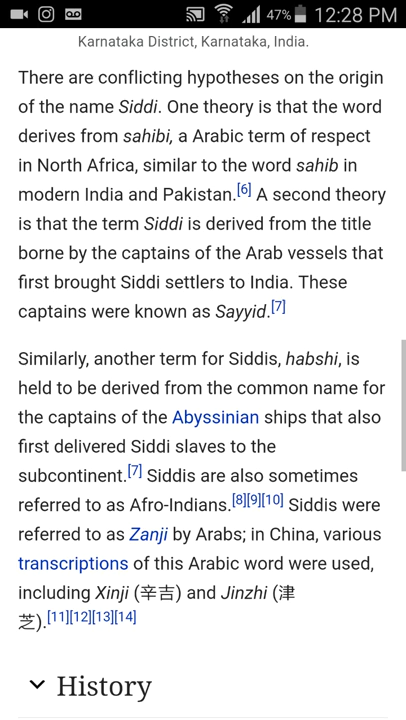 47% 12:28 PM
Karnataka District, Karnataka, India.
There are conflicting hypotheses on the origin
of the name Siddi. One theory is that the word
derives from sahibi, a Arabic term of respect
in North Africa, similar to the word sahib in
modern India and Pakistan.[6] A second theory
is that the term Siddi is derived from the title
borne by the captains of the Arab vessels that
first brought Siddi settlers to India. These
captains were known as Sayyid.[7]
Similarly, another term for Siddis, habshi, is
held to be derived from the common name for
the captains of the Abyssinian ships that also
first delivered Siddi slaves to the
subcontinent.[7] Siddis are also sometimes
referred to as Afro-Indians.[8][9][10] Siddis were
referred to as Zanji by Arabs; in China, various
transcriptions of this Arabic word were used,
including Xinji (辛吉) and Jinzhi (津
芝).[11][12][13][14]
History